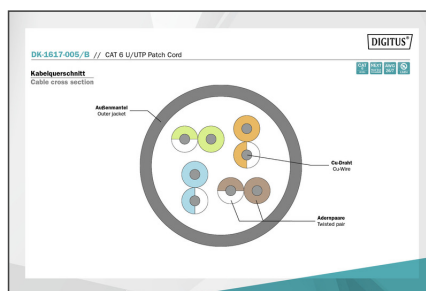 DIGITUS®
DK-1617-005/B // CAT 6 U/UTP Patch Cord
Kabelquerschnitt
Cable cross section
Außenmantel
Outer jacket
Cu-Draht
Cu-Wire
Adernpaare
Twisted pair